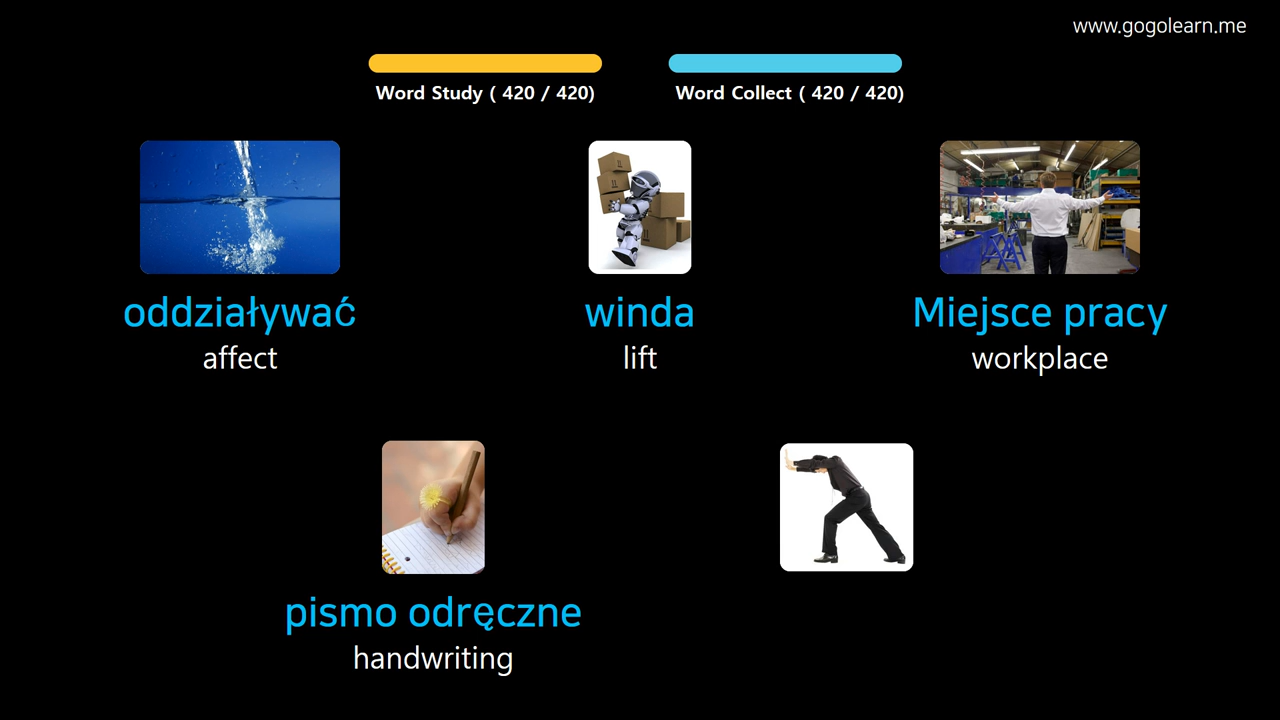 www.gogolearn.me
Word Study ( 420 / 420)
Word Collect ( 420 / 420)
oddziaływać
affect
winda
lift
Miejsce pracy
workplace
pismo odręczne
handwriting